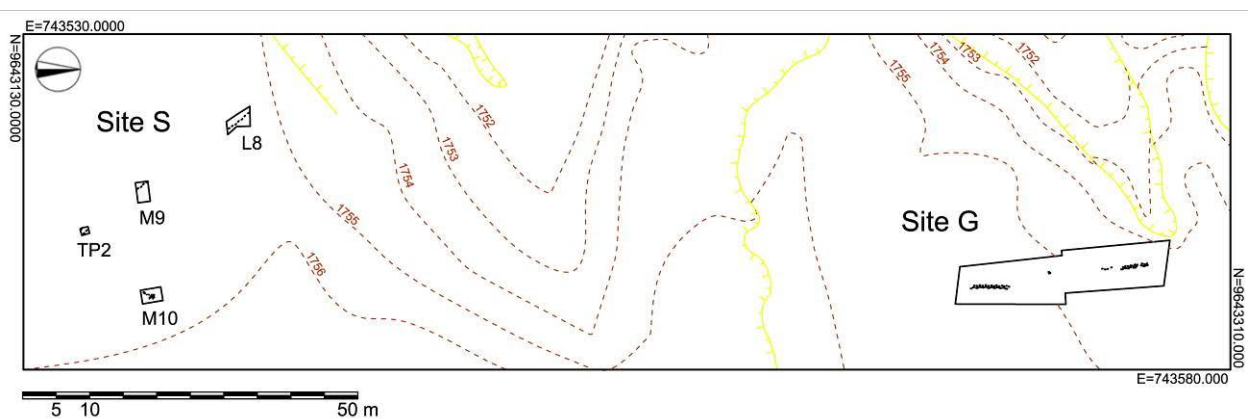 E=743530.0000
N=9643130.0000
Site S
L8
M9
TP2
M10
1752
1753
1754
1755
1756
1755
1754
1753
1752
Site G
N=9643310.000
E=743580.000
5 10 50 m